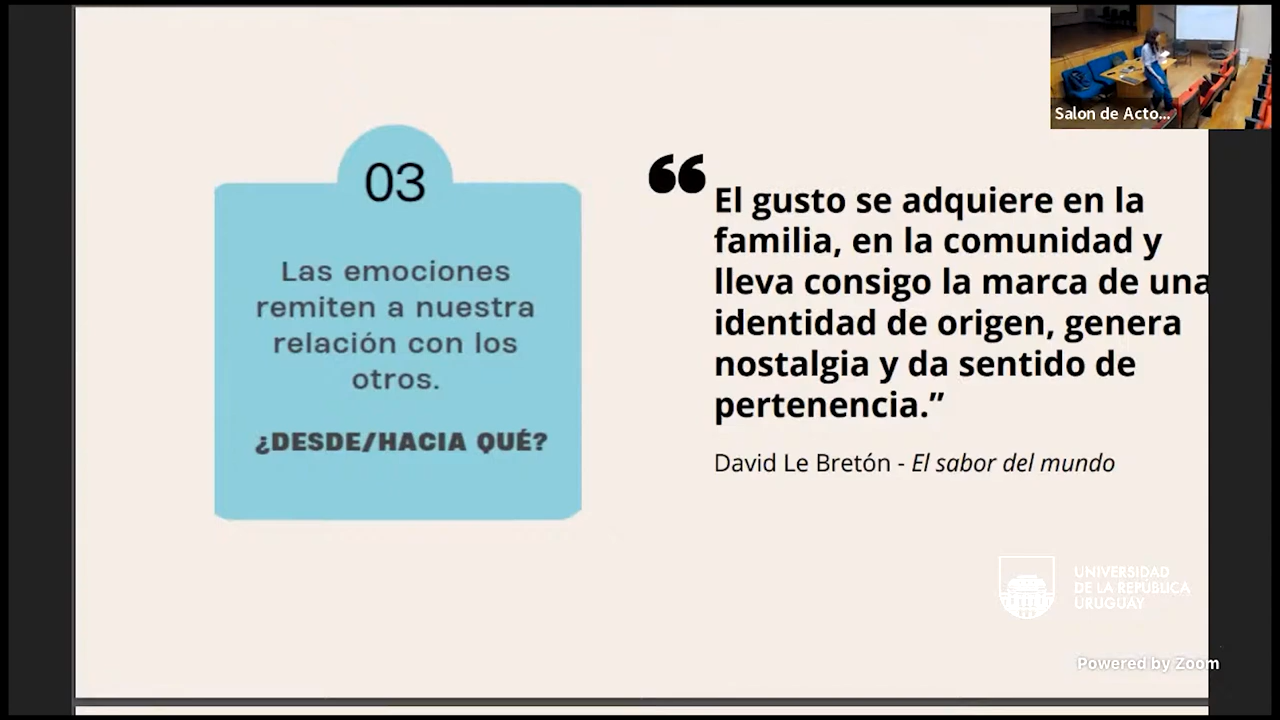 Salon de Acto...
03
Las emociones
remiten a nuestra
relación con los
otros.
¿DESDE/HACIA QUÉ?
“
El gusto se adquiere en la
familia, en la comunidad y
lleva consigo la marca de una
identidad de origen, genera
nostalgia y da sentido de
pertenencia.”
David Le Bretón - El sabor del mundo
UNIVERSIDAD
DE LA REPÚBLICA
URUGUAY
Powered by Zoom